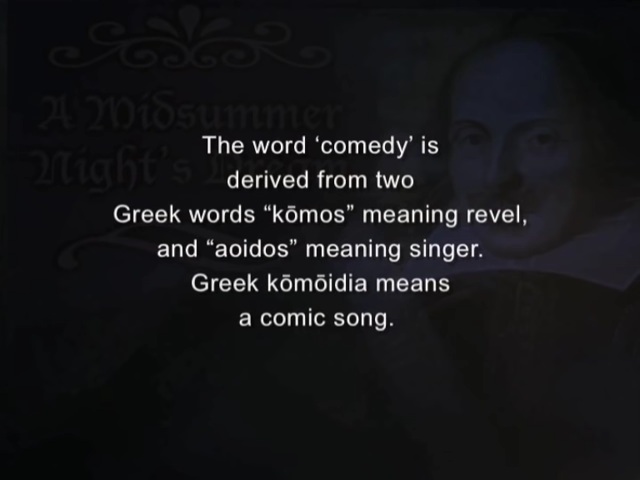 A Midsummer
Night's
The word ‘comedy’ is
derived from two
Greek words “kōmos” meaning revel,
and “aoidos” meaning singer.
Greek kōmōidia means
a comic song.